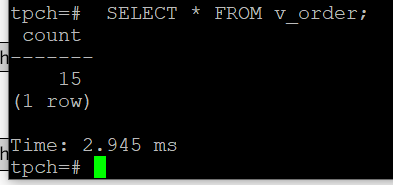 tpch=#  SELECT * FROM v_order;
 count
-------
    15
(1 row)
h
Time: 2.945 ms
tpch=#